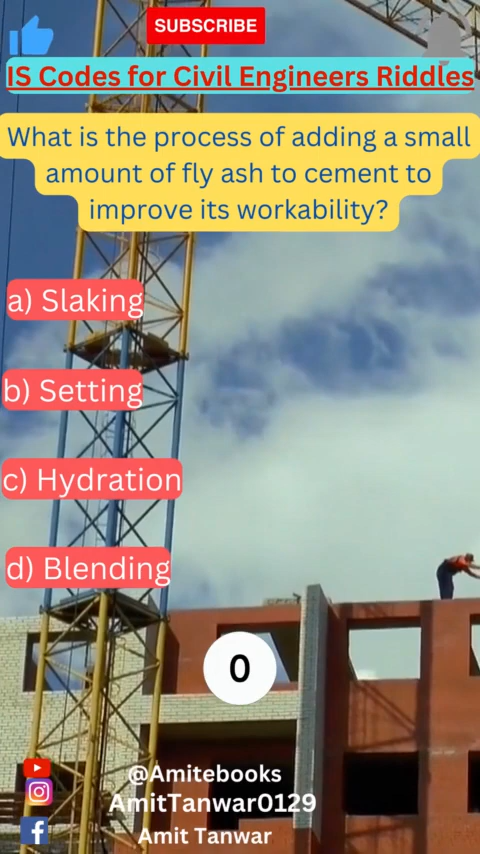 SUBSCRIBE
IS Codes for Civil Engineers Riddles
What is the process of adding a small
amount of fly ash to cement to
improve its workability?
a) Slaking
b) Setting
c) Hydration
d) Blending
0
@Amitebooks
AmitTanwar0129
Amit Tanwar